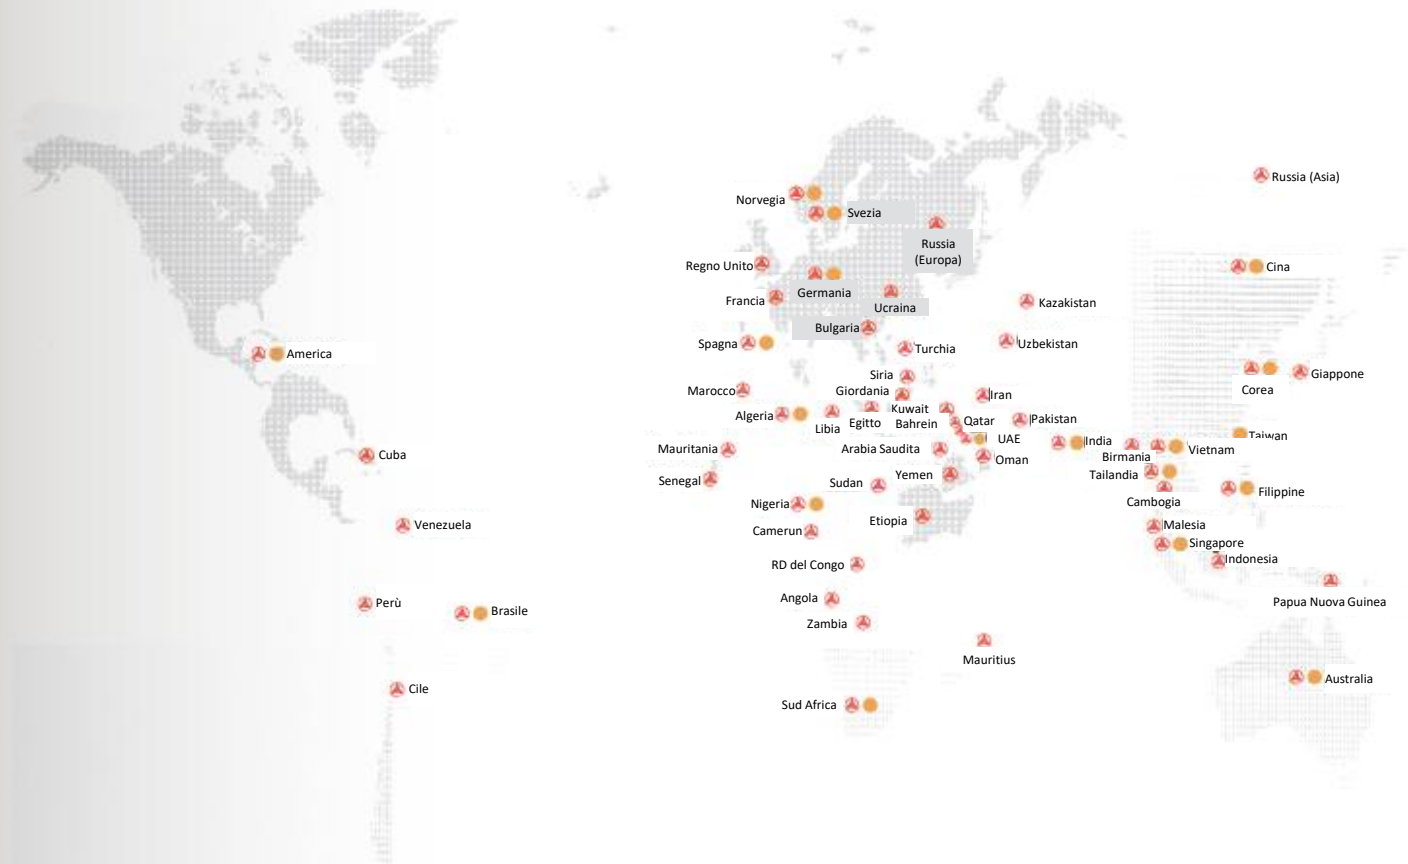 Russia (Asia)
Norvegia
Svezia
Russia
(Europa)
Regno Unito
Cina
Germania
Francia
Kazakistan
Ucraina
Bulgaria
Spagna
Uzbekistan
Turchia
America
Siria
Giappone
Marocco
Giordania
Iran
Corea
Kuwait
Algeria
Libia
Egitto
Bahrein
Qatar
Pakistan
UAE
India
Taiwan
Cuba
Mauritania
Arabia Saudita
Oman
Birmania
Vietnam
Senegal
Sudan
Yemen
Tailandia
Filippine
Nigeria
Cambogia
Etiopia
Venezuela
Camerun
Malesia
Singapore
Indonesia
RD del Congo
Perù
Brasile
Angola
Papua Nuova Guinea
Zambia
Mauritius
Cile
Australia
Sud Africa